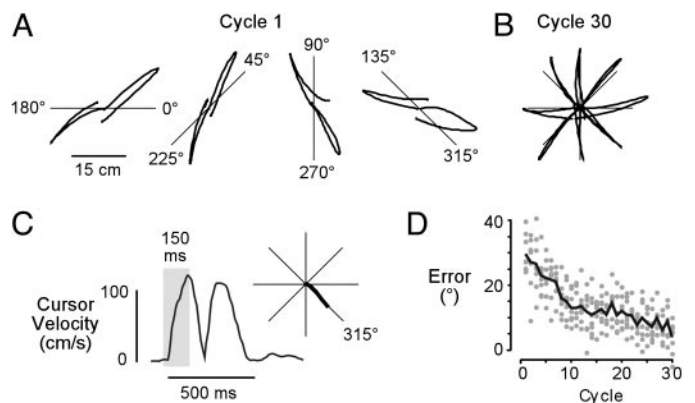 A
Cycle 1
B
Cycle 30
180°
0°
15 cm
45°
225°
90°
270°
135°
315°
C
150
ms
100
Cursor
Velocity
(cm/s)
0
500 ms
315°
D
40
Error
(°)
20
0
0
10
20
30
Cycle